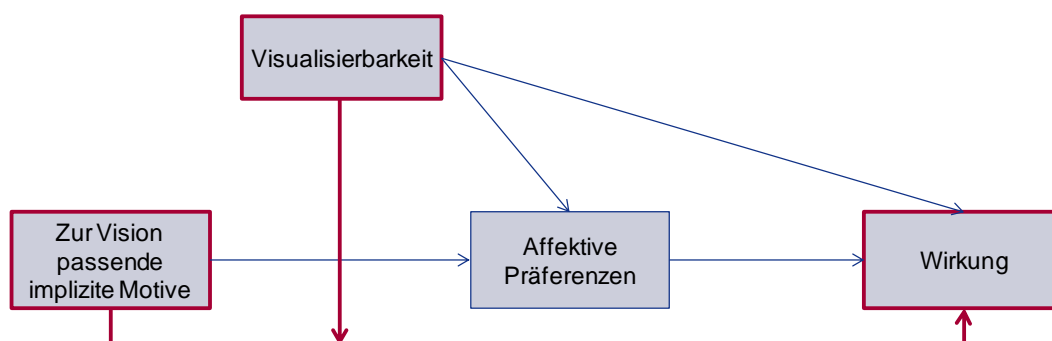 Visualisierbarkeit
Zur Vision
passende
implizite Motive
Affektive
Präferenzen
Wirkung